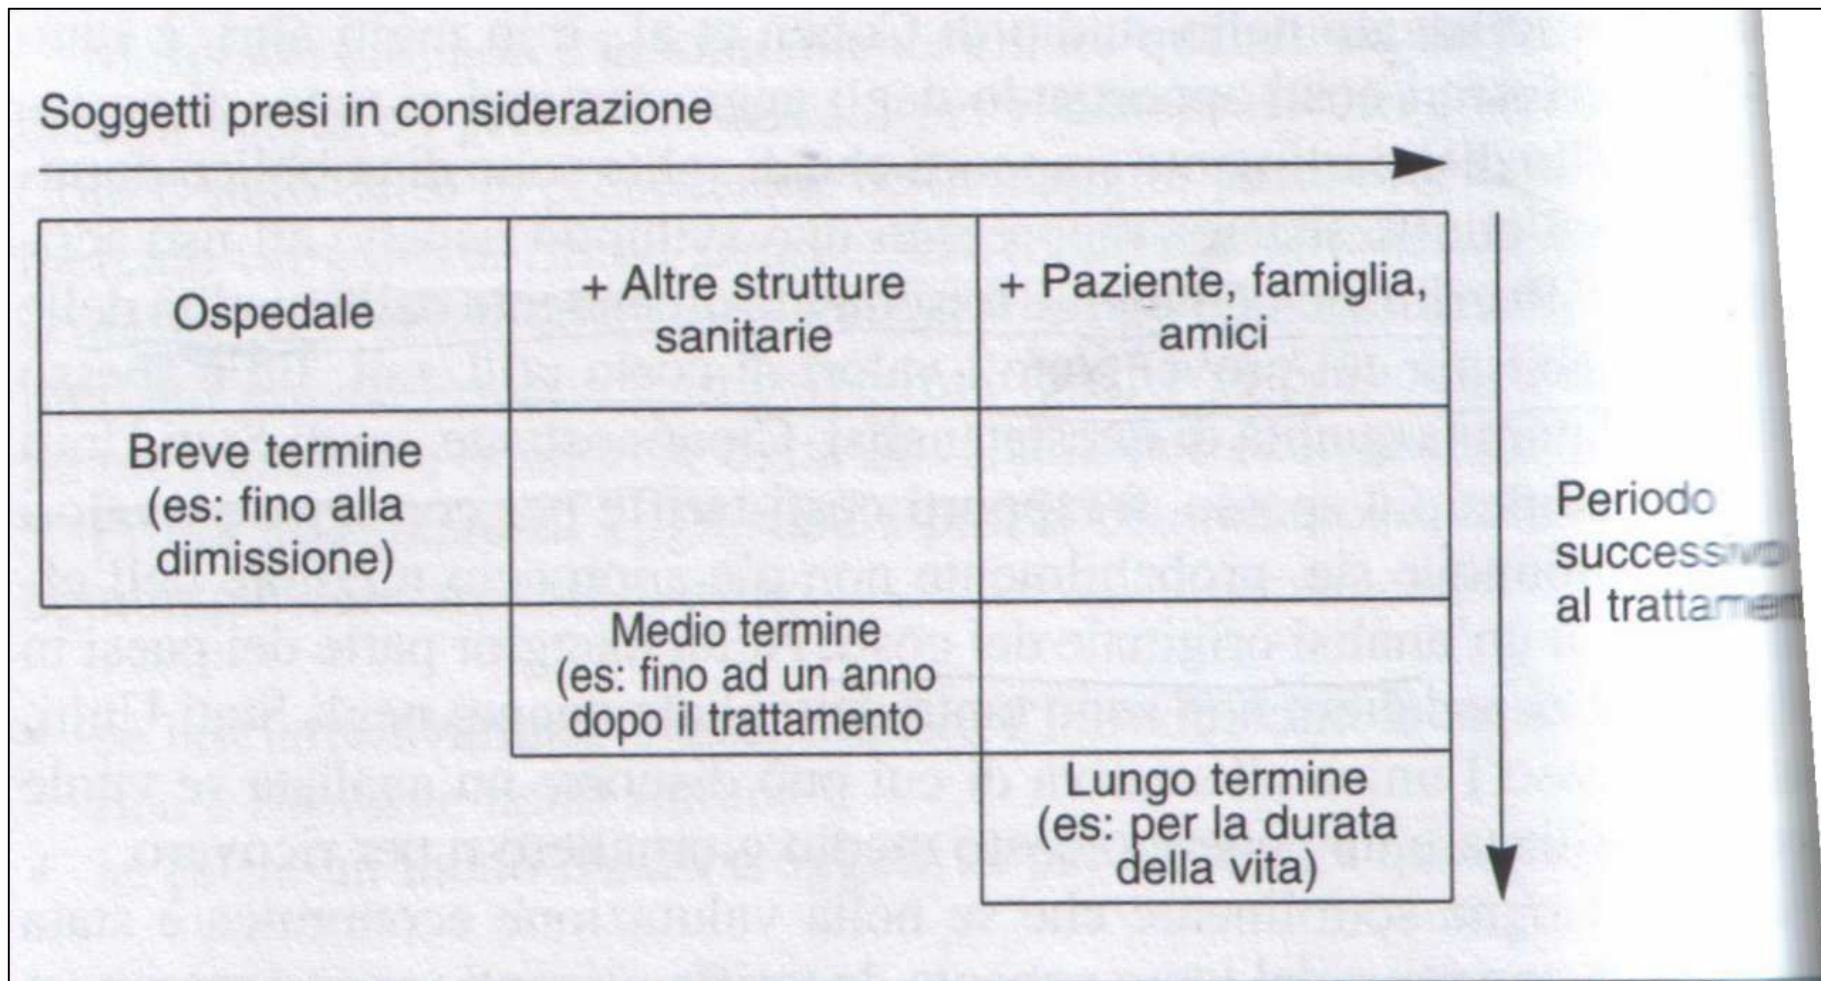 Soggetti presi in considerazione
Ospedale
+ Altre strutture
sanitarie
+ Paziente, famiglia,
amici
Breve termine
(es: fino alla
dimissione)
Medio termine
(es: fino ad un anno
dopo il trattamento
Lungo termine
(es: per la durata
della vita)
Periodo
successivo
al